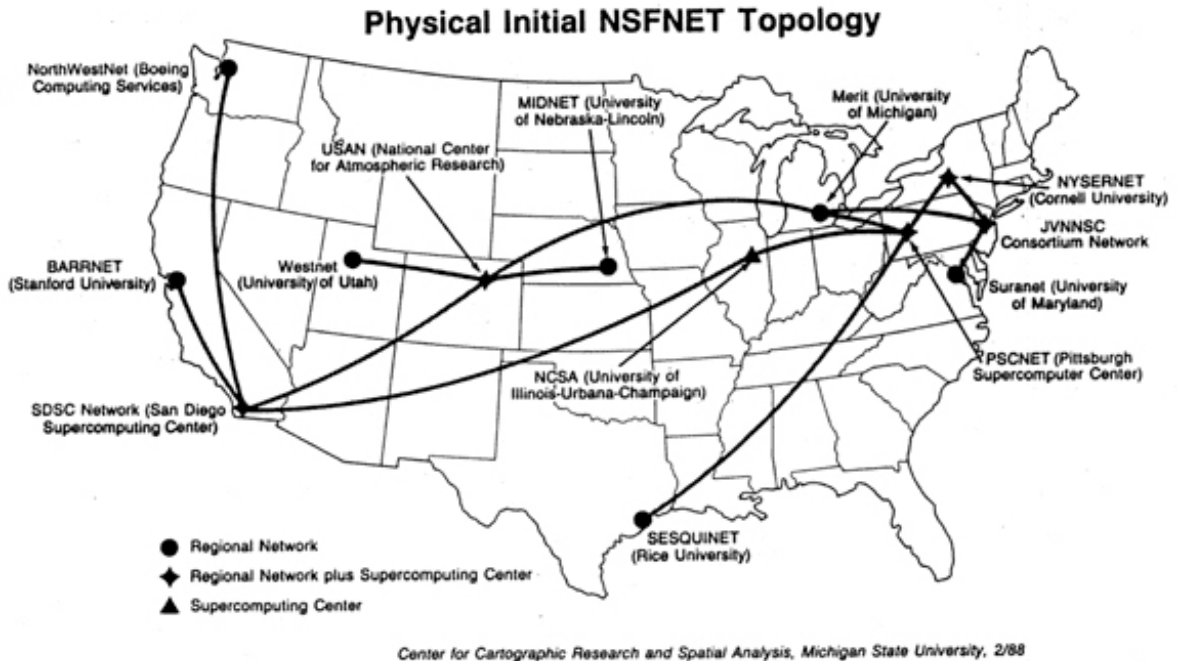 Physical Initial NSFNET Topology
NorthWestNet (Boeing
Computing Services)
MIDNET (University
of Nebraska-Lincoln)
Merit (University
of Michigan)
USAN (National Center
for Atmospheric Research)
NYSERNET
(Cornell University)
JVNNSC
Consortium Network
BARRNET
(Stanford University)
Westnet
(University of Utah)
Suranet (University
of Maryland)
PSCNET (Pittsburgh
Supercomputer Center)
NCSA (University of
Illinois-Urbana-Champaign)
SDSC Network (San Diego
Supercomputing Center)
SESQUINET
(Rice University)
Regional Network
Regional Network plus Supercomputing Center
Supercomputing Center
Center for Cartographic Research and Spatial Analysis, Michigan State University, 2/88